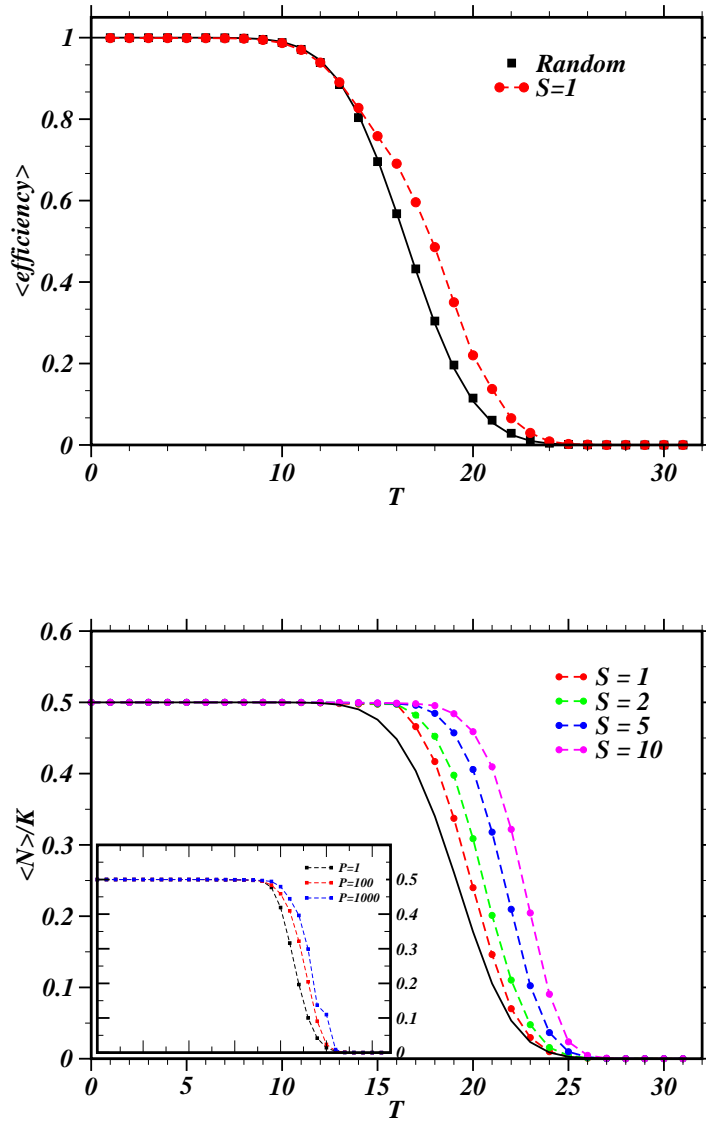 1
0.8
0.6
0.4
0.2
0
<efficiency>
Random
S=1
0 10 20 30
T
0.6
0.5
0.4
0.3
0.2
0.1
0
<N>/K
S = 1
S = 2
S = 5
S = 10
P=1
P=100
P=1000
0.5
0.4
0.3
0.2
0.1
0
0 5 10 15 20 25 30
T